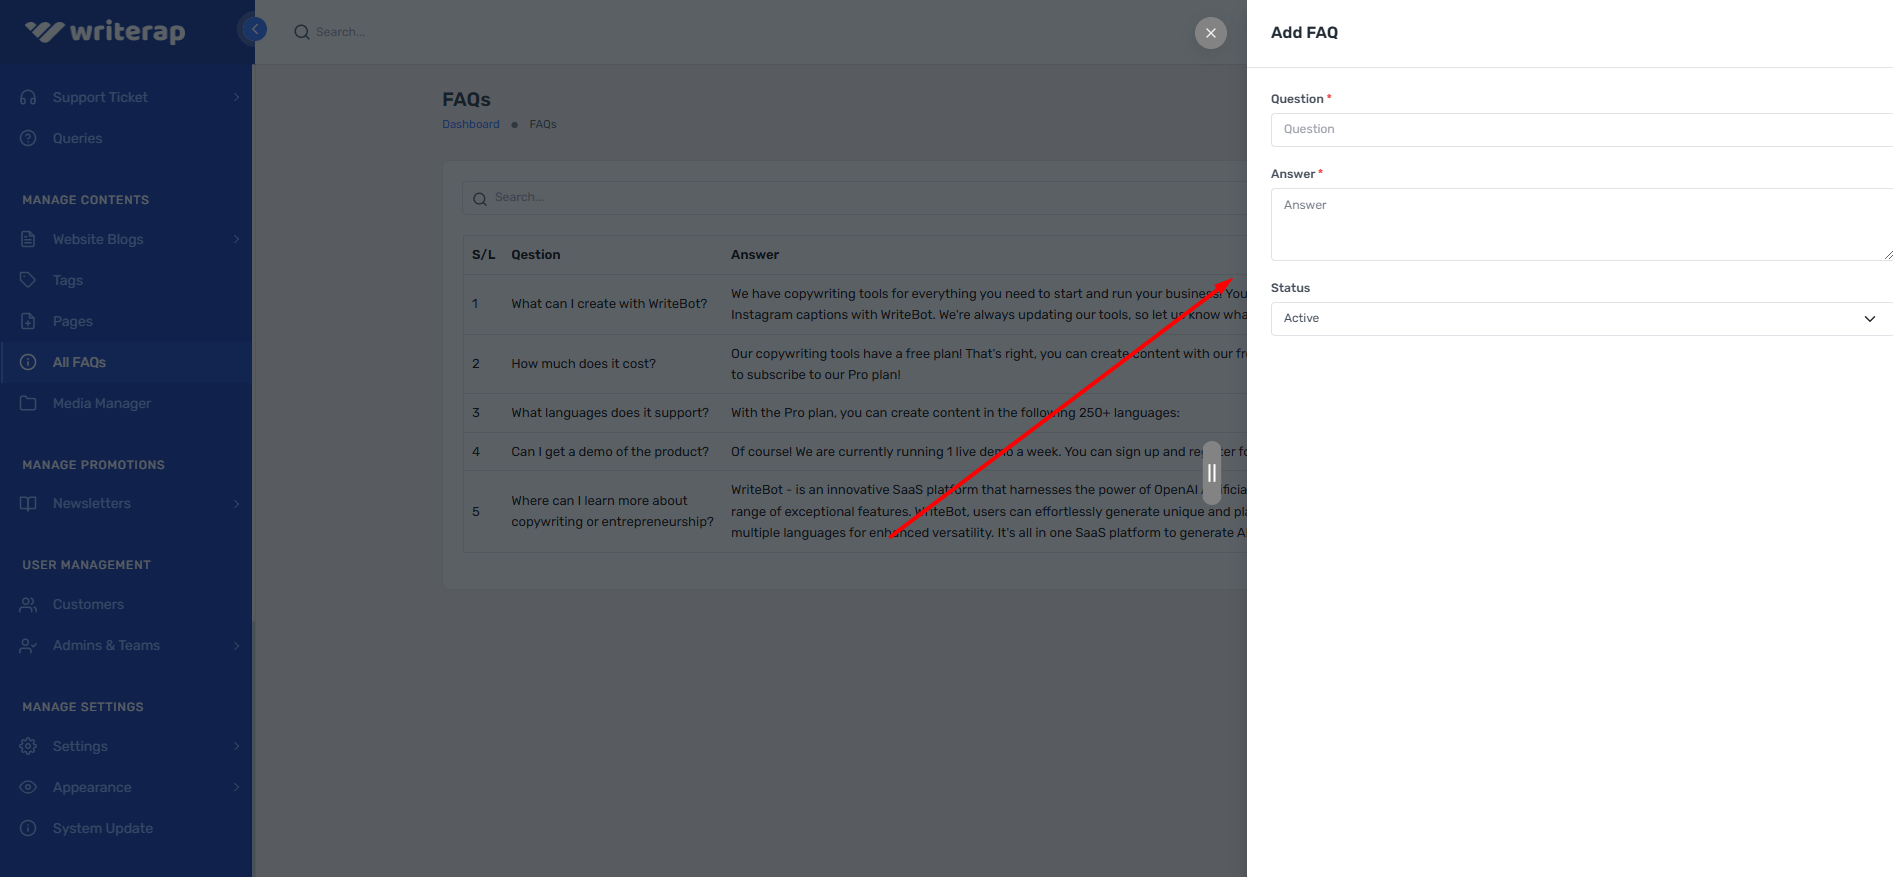 writerap
Search...
Add FAQ
Support Ticket
Queries
MANAGE CONTENTS
Website Blogs
Tags
Pages
All FAQs
Media Manager
MANAGE PROMOTIONS
Newsletters
USER MANAGEMENT
Customers
Admins & Teams
MANAGE SETTINGS
Settings
Appearance
System Update
FAQs
Dashboard FAQs
Search...
S/L Qestion Answer
1 What can I create with WriteBot? We have copywriting tools for everything you need to start and run your business! You
Instagram captions with WriteBot. We're always updating our tools, so let us know wha
2 How much does it cost? Our copywriting tools have a free plan! That's right, you can create content with our fr
to subscribe to our Pro plan!
3 What languages does it support? With the Pro plan, you can create content in the following 250+ languages:
4 Can I get a demo of the product? Of course! We are currently running 1 live demo a week. You can sign up and register fo
5 Where can I learn more about
copywriting or entrepreneurship?
WriteBot - is an innovative SaaS platform that harnesses the power of OpenAI Artificia
range of exceptional features. WriteBot, users can effortlessly generate unique and pla
multiple languages for enhanced versatility. It's all in one SaaS platform to generate AI
Question *
Question
Answer *
Answer
Status
Active